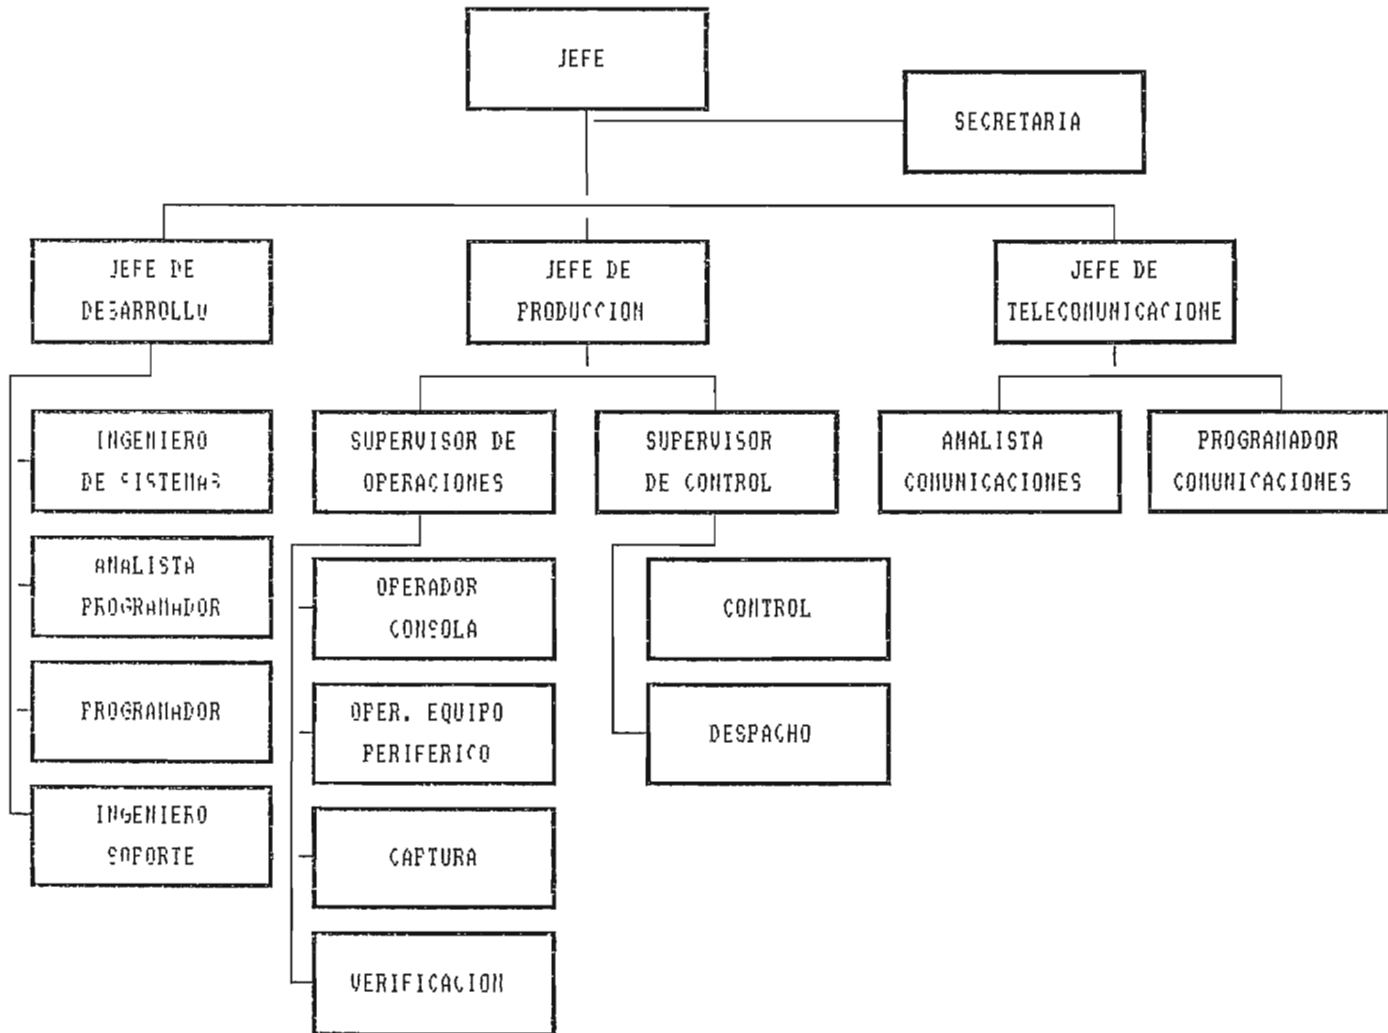 JEFE
SECRETARIA
JEFE DE
DESARROLLO
JEFE DE
PRODUCCION
JEFE DE
TELECOMUNICACIONE
INGENIERO
DE SISTEMAS
SUPERVISOR DE
OPERACIONES
SUPERVISOR
DE CONTROL
ANALISTA
COMUNICACIONES
PROGRAMADOR
COMUNICACIONES
ANALISTA
PROGRAMADOR
OPERADOR
CONSOLA
CONTROL
PROGRAMADOR
OPER. EQUIPO
PERIFERICO
DESPACHO
INGENIERO
SOPORTE
CAPTURA
VERIFICACION